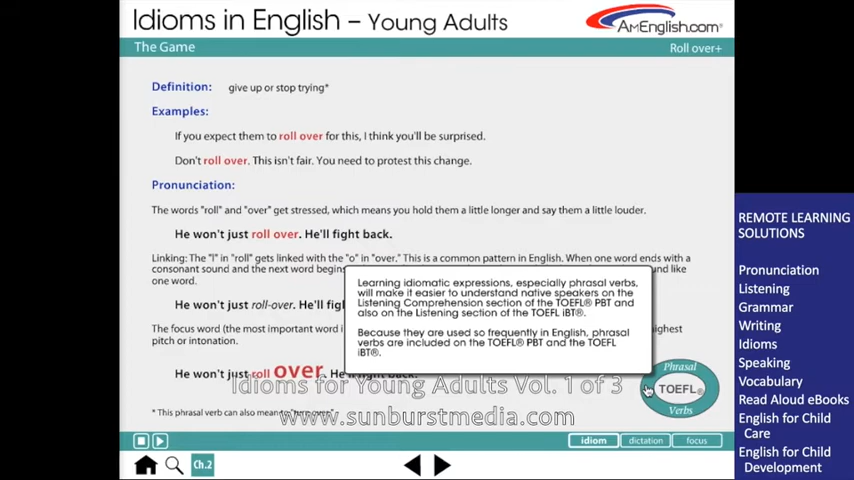 Idioms in English – Young Adults
AmEnglish.com®
The Game
Roll over+
Definition: give up or stop trying*
Examples:
If you expect them to roll over for this, I think you'll be surprised.
Don't roll over. This isn't fair. You need to protest this change.
Pronunciation:
The words "roll" and "over" get stressed, which means you hold them a little longer and say them a little louder.
He won't just roll over. He'll fight back.
Linking: The "l" in "roll" gets linked with the "o" in "over." This is a common pattern in English. When one word ends with a
consonant sound and the next word begins
und like
one word.
He won't just roll-over. He'll fig
The focus word (the most important word i
ighest
pitch or intonation.
He won't just roll over. He'll fight back.
Learning idiomatic expressions, especially phrasal verbs,
will make it easier to understand native speakers on the
Listening Comprehension section of the TOEFL® PBT and
also on the Listening section of the TOEFL iBT®.
Because they are used so frequently in English, phrasal
verbs are included on the TOEFL® PBT and the TOEFL
iBT®.
Phrasal
TOEFL®
Verbs
Idioms for Young Adults Vol. 1 of 3
* This phrasal verb can also mean to "turn over."
www.sunburstmedia.com
idiom
dictation
focus
Ch.2
REMOTE LEARNING
SOLUTIONS
Pronunciation
Listening
Grammar
Writing
Idioms
Speaking
Vocabulary
Read Aloud eBooks
English for Child
Care
English for Child
Development